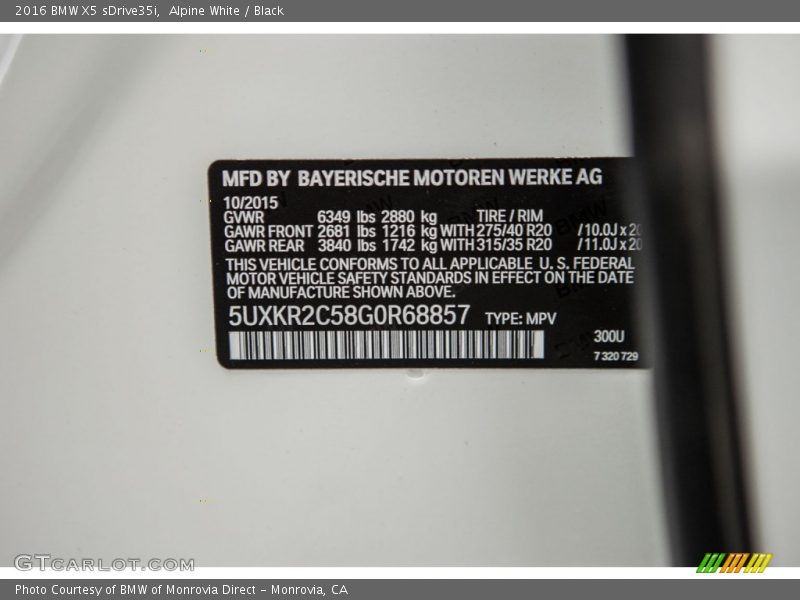 2016 BMW X5 sDrive35i, Alpine White / Black
MFD BY BAYERISCHE MOTOREN WERKE AG
10/2015
GVWR 6349 lbs 2880 kg TIRE / RIM
GAWR FRONT 2681 lbs 1216 kg WITH 275/40 R20 /10.0J x 20
GAWR REAR 3840 lbs 1742 kg WITH 315/35 R20 /11.0J x 20
THIS VEHICLE CONFORMS TO ALL APPLICABLE U. S. FEDERAL
MOTOR VEHICLE SAFETY STANDARDS IN EFFECT ON THE DATE
OF MANUFACTURE SHOWN ABOVE.
5UXKR2C58G0R68857 TYPE: MPV
300U
7 320 729
GTCARLOT.COM
Photo Courtesy of BMW of Monrovia Direct – Monrovia, CA